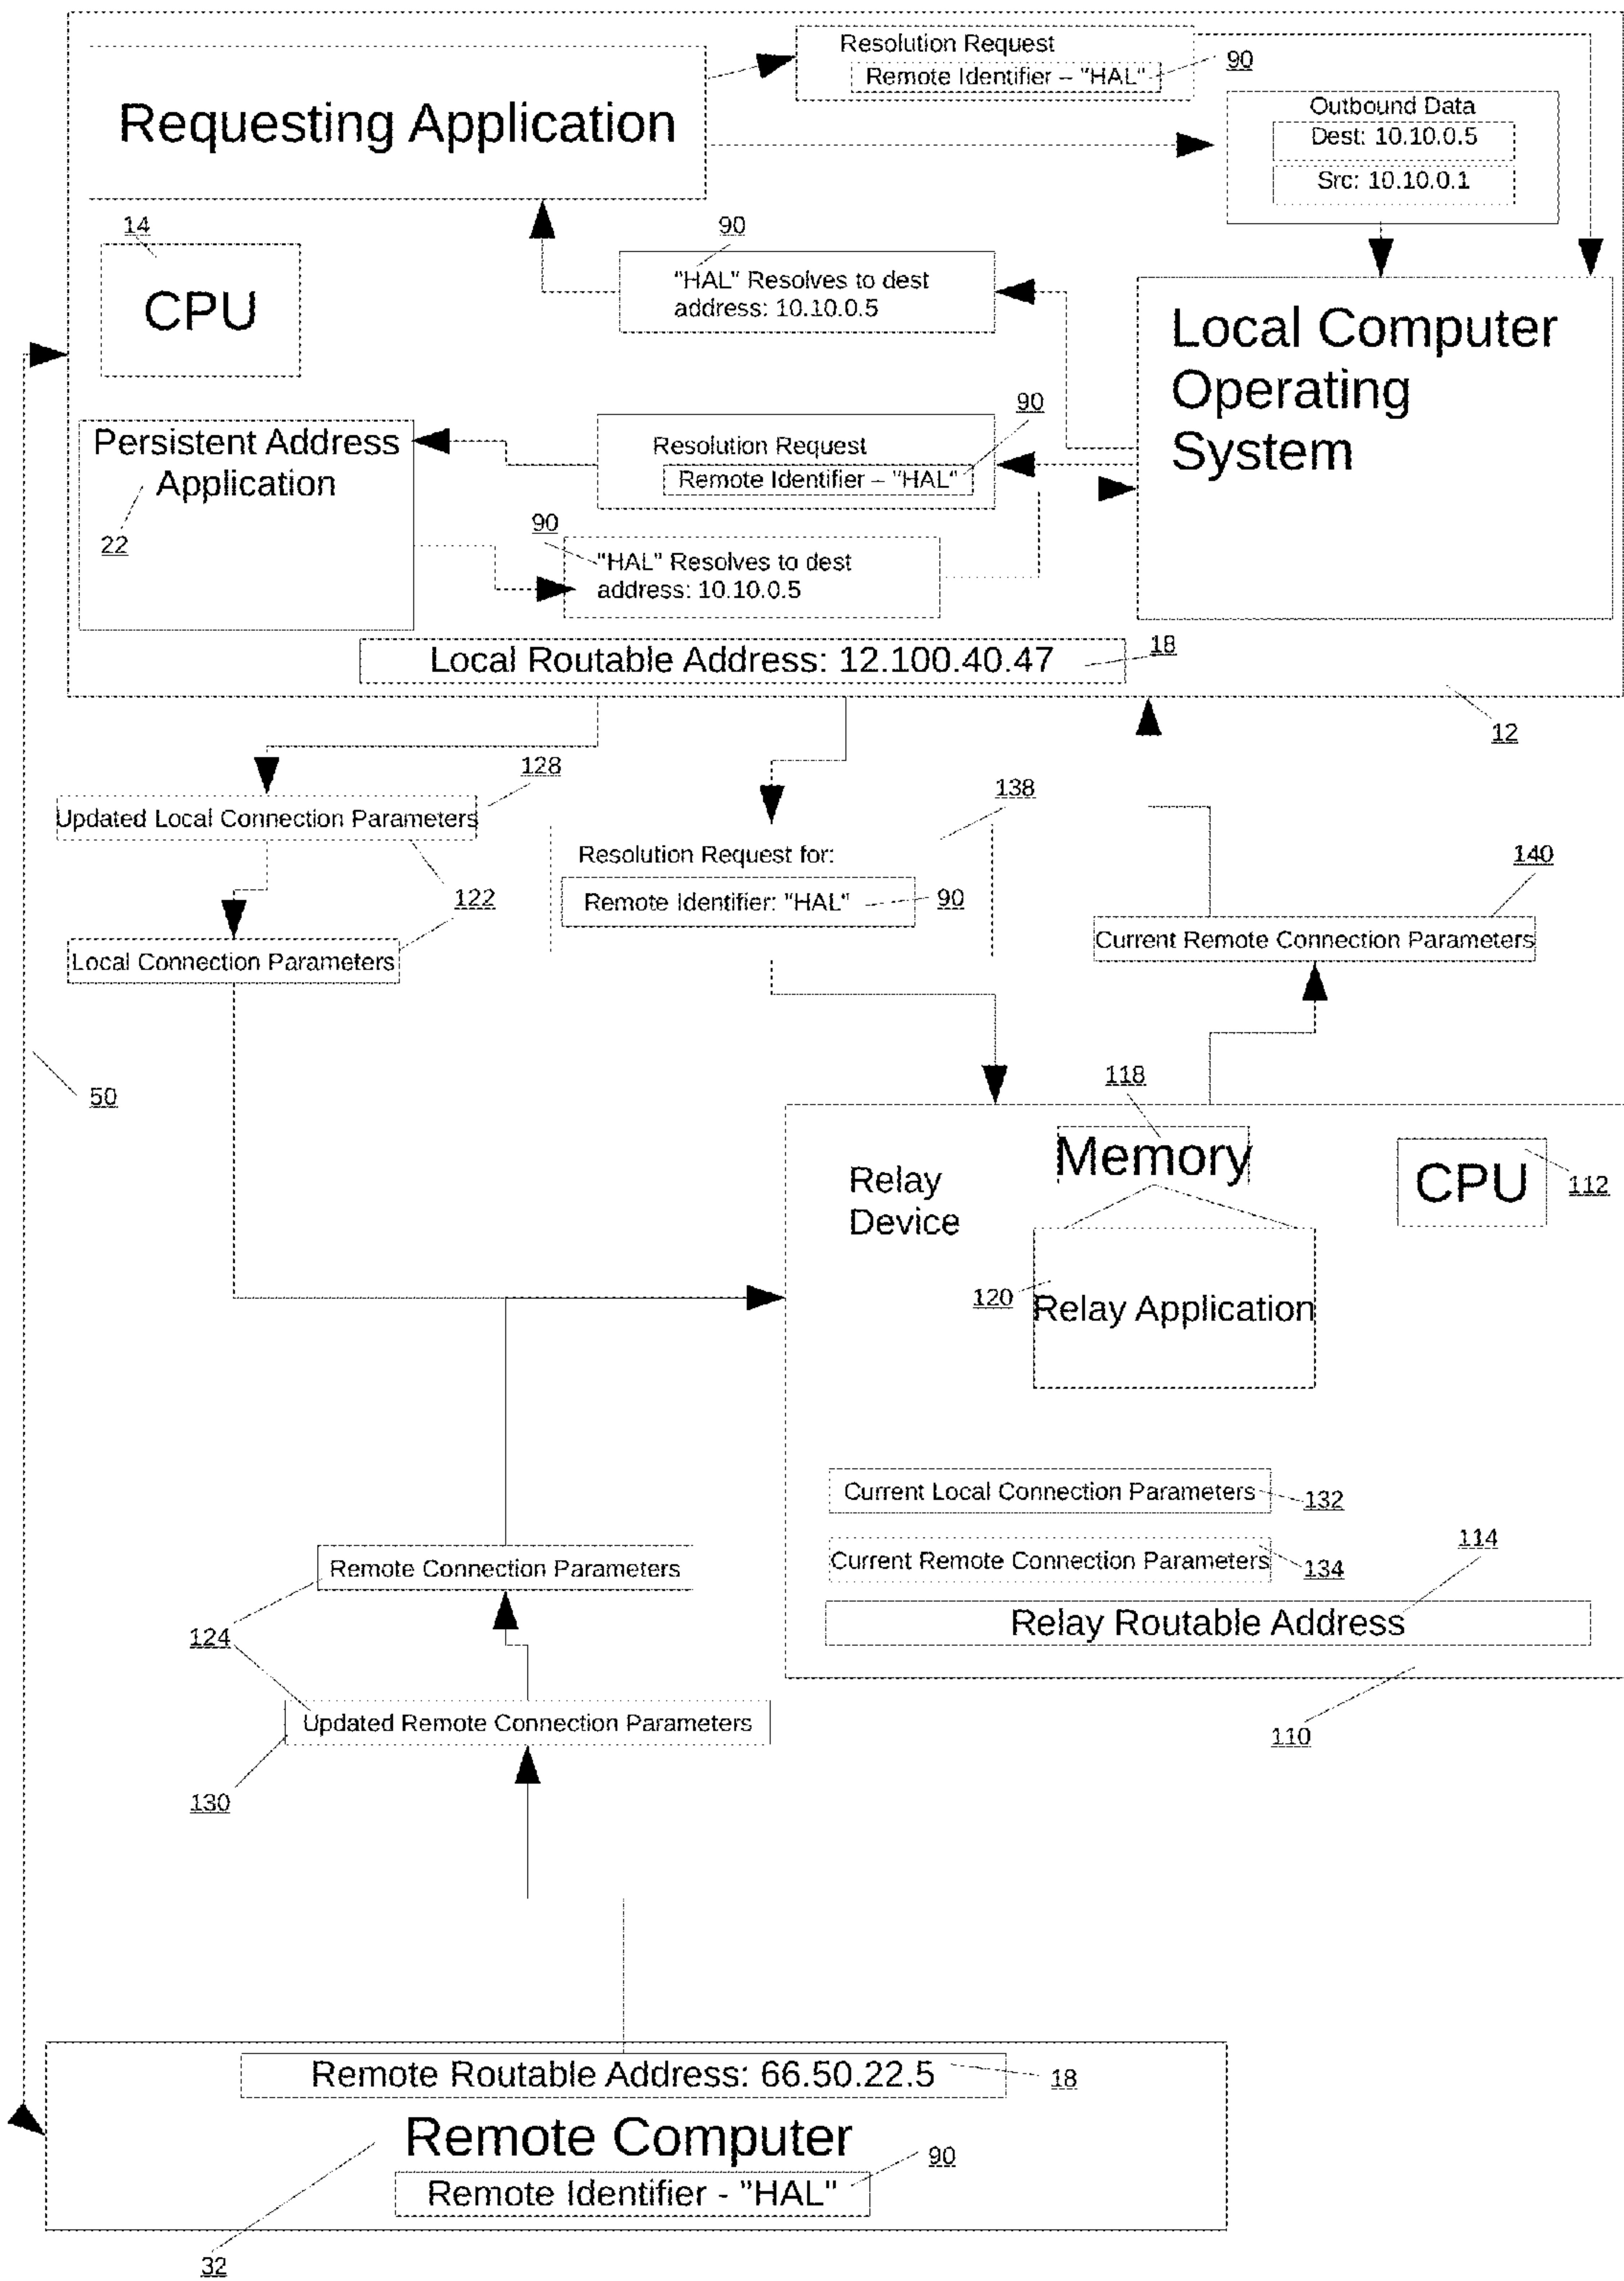 Resolution Request
Remote Identifier – "HAL"
90
Requesting Application
Outbound Data
Dest: 10.10.0.5
Src: 10.10.0.1
14
CPU
90
"HAL" Resolves to dest
address: 10.10.0.5
Local Computer
Operating
System
Persistent Address
Application
22
90
Resolution Request
Remote Identifier – "HAL"
90
"HAL" Resolves to dest
address: 10.10.0.5
Local Routable Address: 12.100.40.47
18
12
128
Updated Local Connection Parameters
122
Local Connection Parameters
138
Resolution Request for:
Remote Identifier: "HAL"
90
140
Current Remote Connection Parameters
50
118
Memory
Relay
Device
CPU
112
120
Relay Application
Current Local Connection Parameters
132
Current Remote Connection Parameters
134
114
Relay Routable Address
110
Remote Connection Parameters
124
Updated Remote Connection Parameters
130
Remote Routable Address: 66.50.22.5
18
Remote Computer
90
Remote Identifier - "HAL"
32